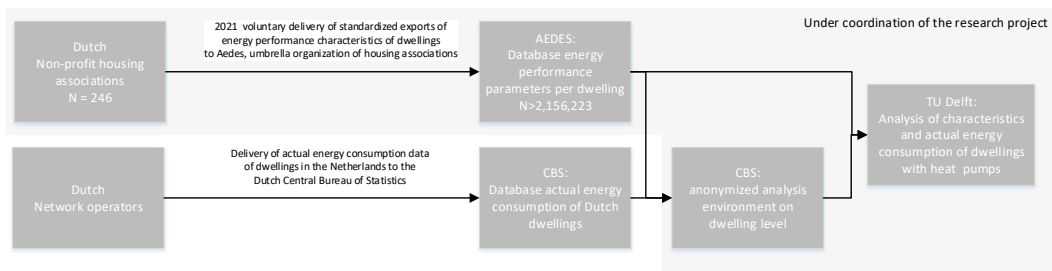 Under coordination of the research project
Dutch
Non-profit housing
associations
N = 246
2021 voluntary delivery of standardized exports of
energy performance characteristics of dwellings
to Aedes, umbrella organization of housing associations
AEDES:
Database energy
performance
parameters per dwelling
N>2,156,223
TU Delft:
Analysis of characteristics
and actual energy
consumption of dwellings
with heat pumps
Dutch
Network operators
Delivery of actual energy consumption data
of dwellings in the Netherlands to the
Dutch Central Bureau of Statistics
CBS:
Database actual energy
consumption of Dutch
dwellings
CBS:
anonymized analysis
environment on
dwelling level